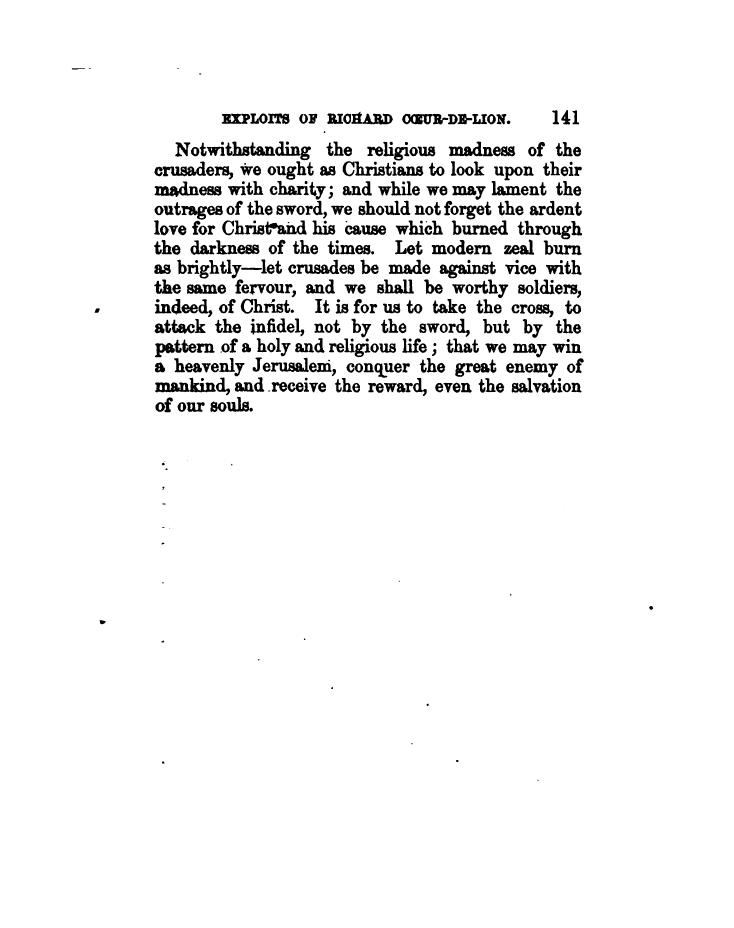 EXPLOITS OF RICHARD CŒUR-DE-LION. 141
Notwithstanding the religious madness of the
crusaders, we ought as Christians to look upon their
madness with charity; and while we may lament the
outrages of the sword, we should not forget the ardent
love for Christ and his cause which burned through
the darkness of the times. Let modern zeal burn
as brightly—let crusades be made against vice with
the same fervour, and we shall be worthy soldiers,
indeed, of Christ. It is for us to take the cross, to
attack the infidel, not by the sword, but by the
pattern of a holy and religious life; that we may win
a heavenly Jerusalem, conquer the great enemy of
mankind, and receive the reward, even the salvation
of our souls.